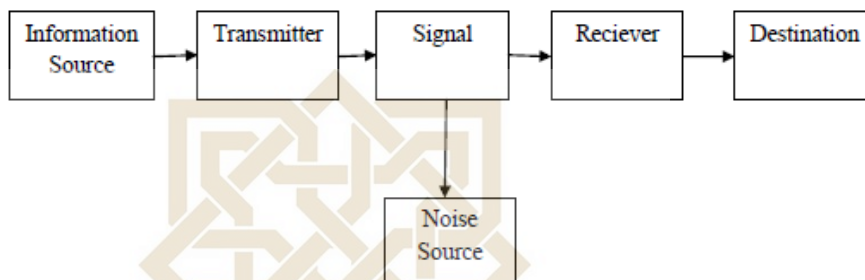 Information
Source
Transmitter
Signal
Reciever
Destination
Noise
Source